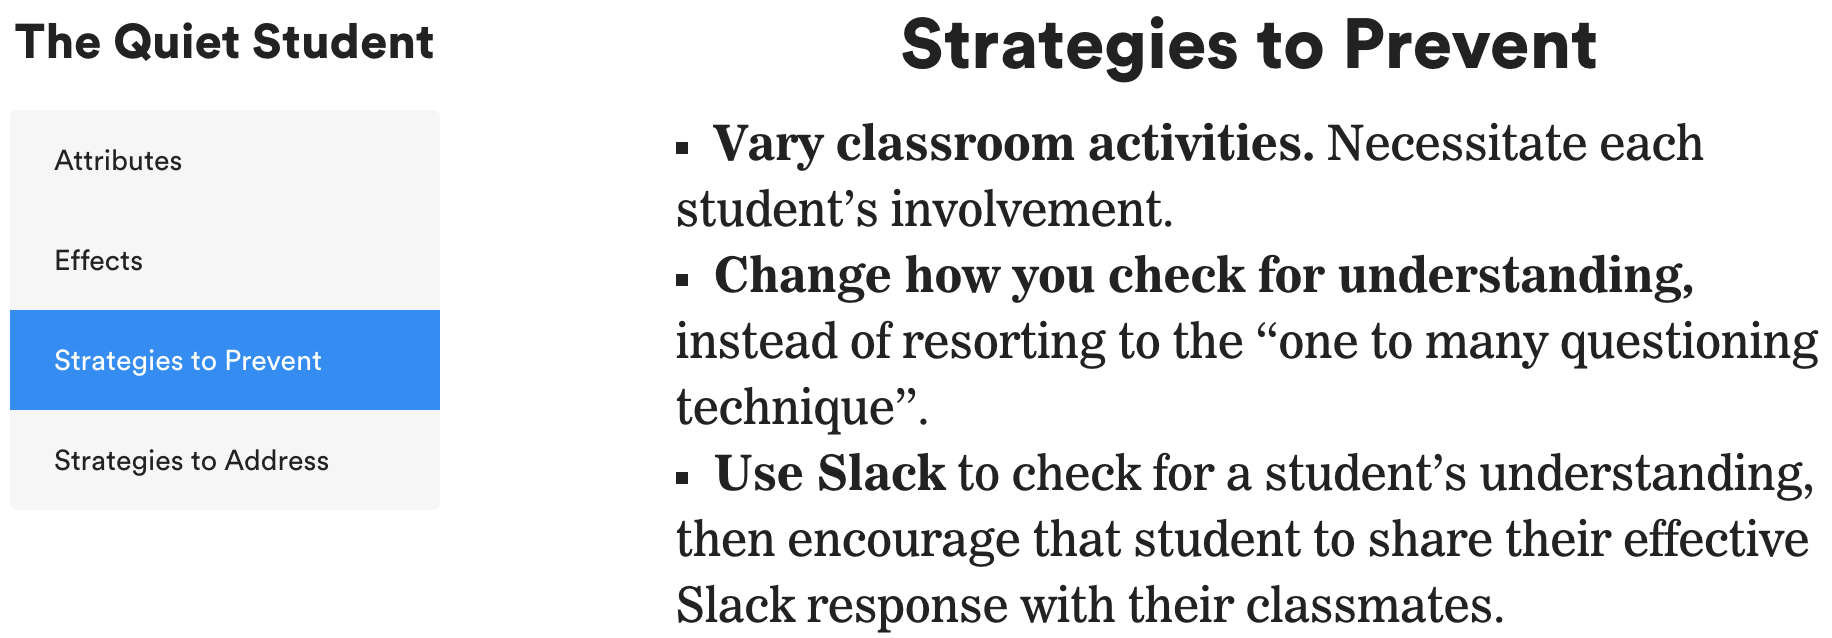 The Quiet Student
Attributes
Effects
Strategies to Prevent
Strategies to Address
Strategies to Prevent
▪ Vary classroom activities. Necessitate each
student’s involvement.
▪ Change how you check for understanding,
instead of resorting to the “one to many questioning
technique”.
▪ Use Slack to check for a student’s understanding,
then encourage that student to share their effective
Slack response with their classmates.